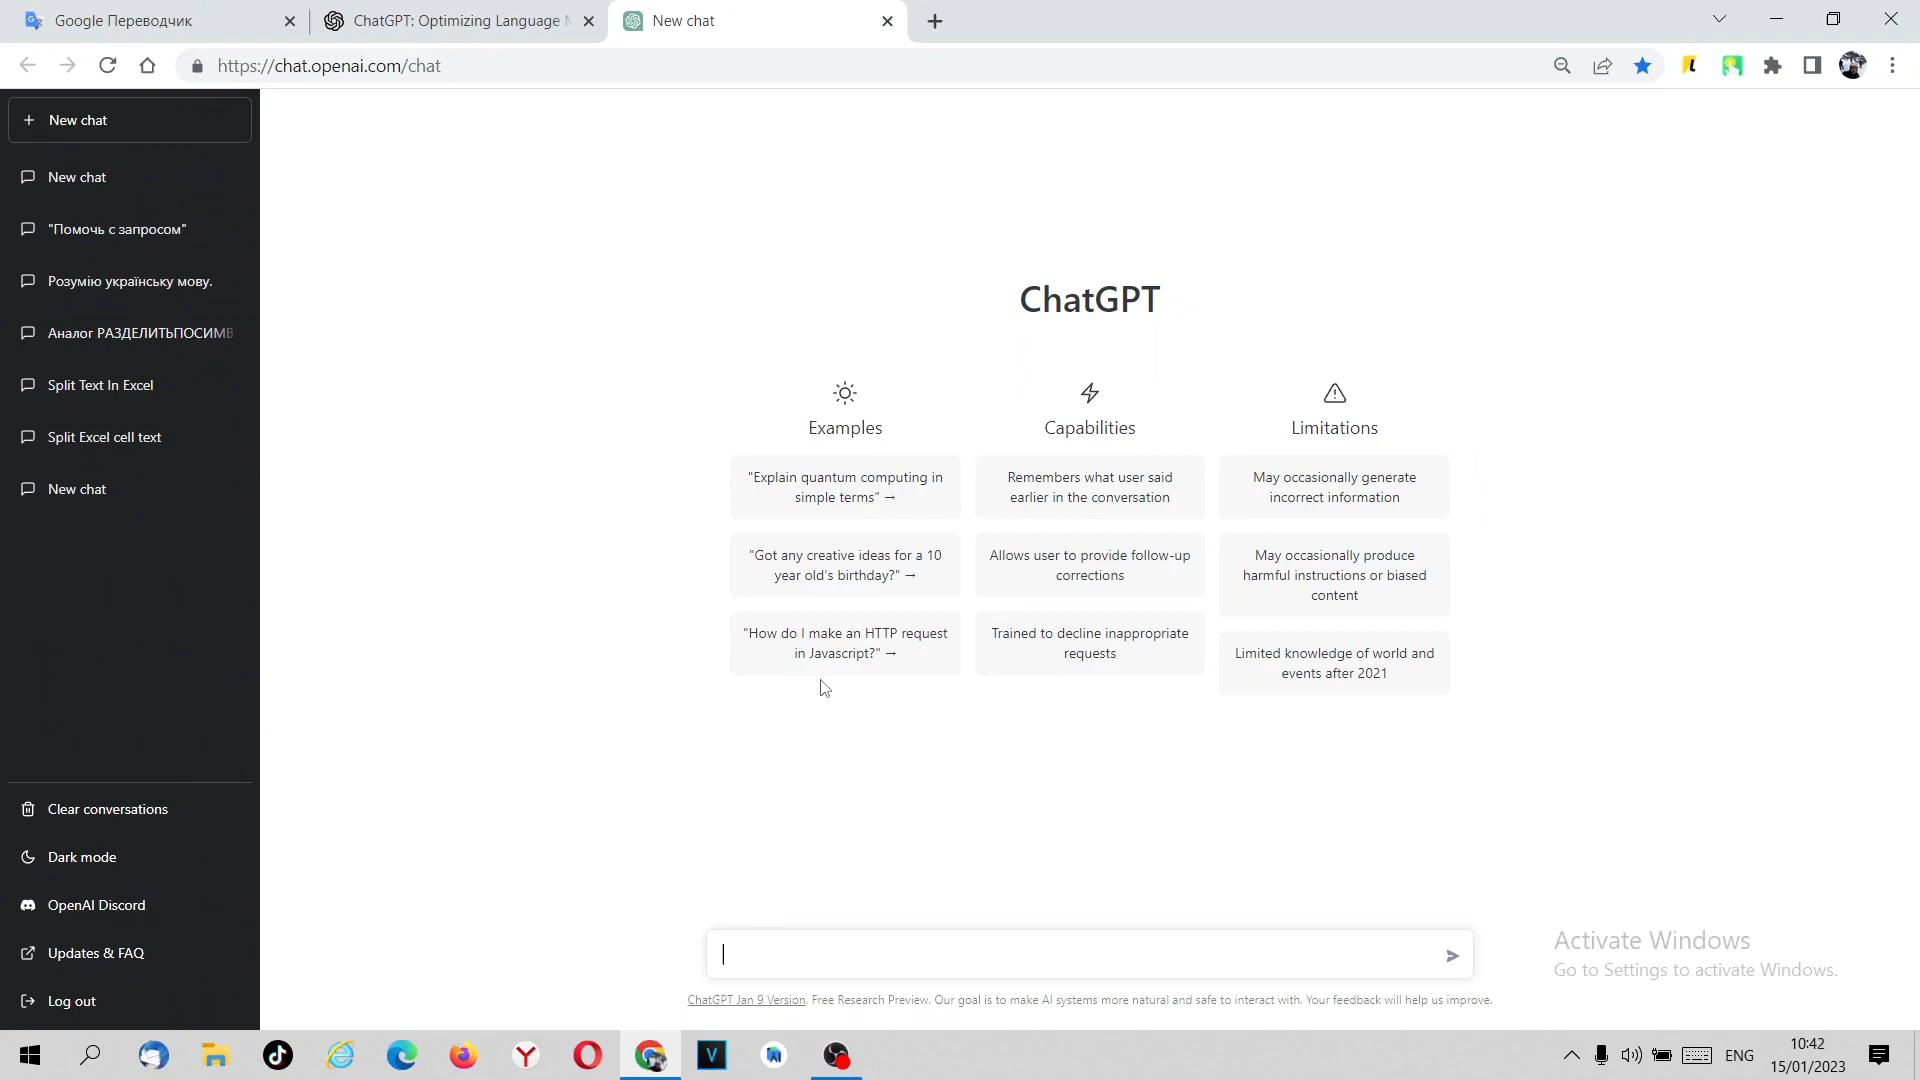 Google Переводчик
ChatGPT: Optimizing Language
New chat
https://chat.openai.com/chat
New chat
New chat
"Помочь с запросом"
Розумію українську мову.
Аналог РАЗДЕЛИТЬПОСИМВ
Split Text In Excel
Split Excel cell text
New chat
Clear conversations
Dark mode
OpenAI Discord
Updates & FAQ
Log out
ChatGPT
Examples
Capabilities
Limitations
"Explain quantum computing in
simple terms" →
Remembers what user said
earlier in the conversation
May occasionally generate
incorrect information
"Got any creative ideas for a 10
year old's birthday?" →
Allows user to provide follow-up
corrections
May occasionally produce
harmful instructions or biased
content
"How do I make an HTTP request
in Javascript?" →
Trained to decline inappropriate
requests
Limited knowledge of world and
events after 2021
Activate Windows
Go to Settings to activate Windows.
ChatGPT Jan 9 Version. Free Research Preview. Our goal is to make AI systems more natural and safe to interact with. Your feedback will help us improve.
ENG
10:42
15/01/2023